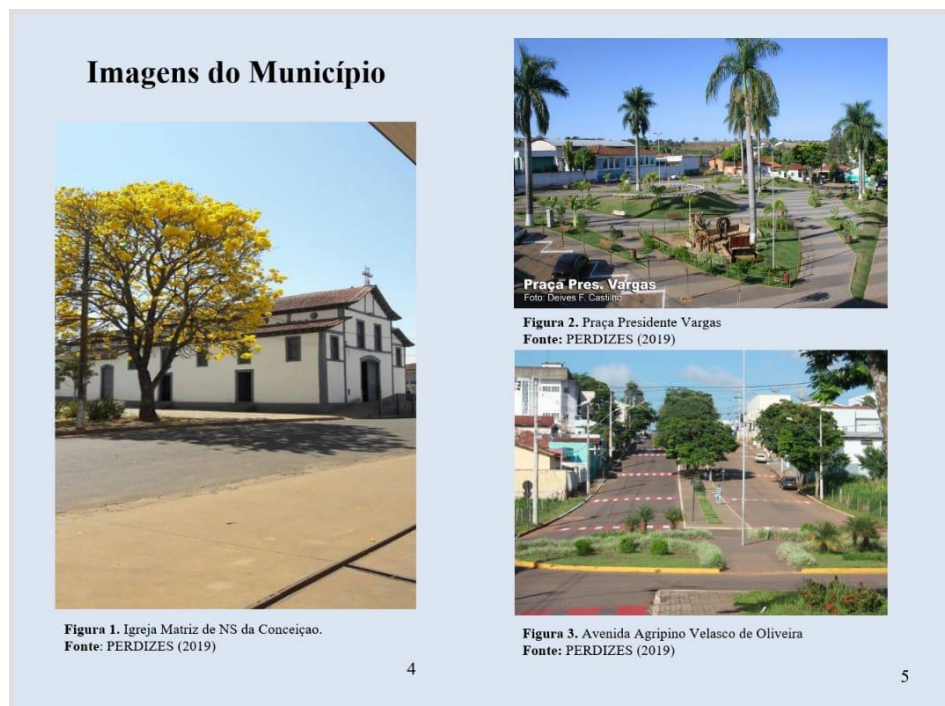 Imagens do Município
Figura 1. Igreja Matriz de NS da Conceiçao.
Fonte: PERDIZES (2019)
4
Praça Pres. Vargas
Foto: Deives F. Castilho
Figura 2. Praça Presidente Vargas
Fonte: PERDIZES (2019)
Figura 3. Avenida Agripino Velasco de Oliveira
Fonte: PERDIZES (2019)
5